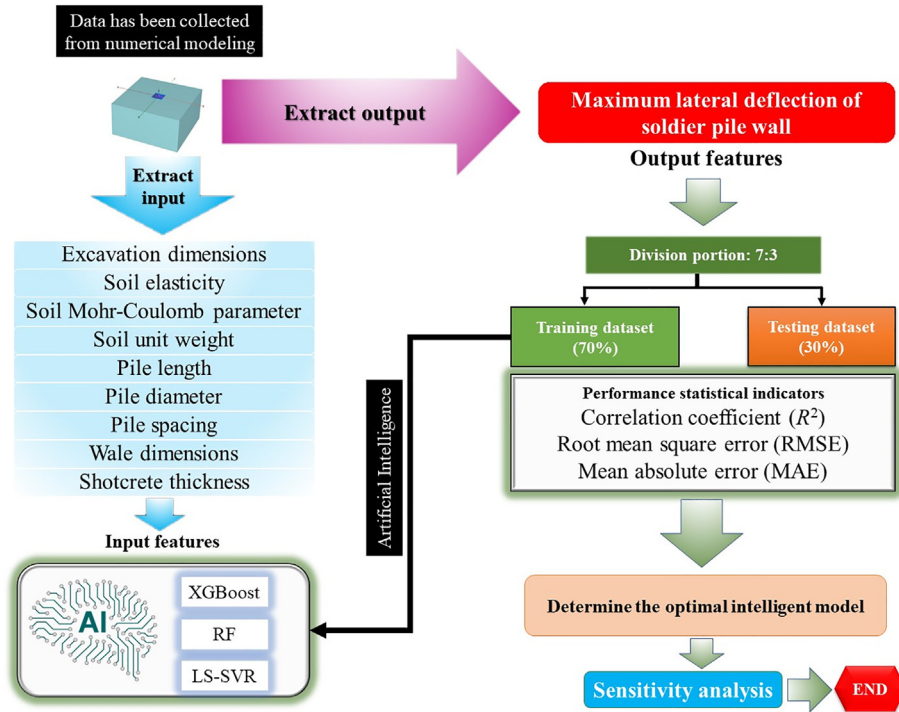 Data has been collected
from numerical modeling
Extract output
Maximum lateral deflection of
soldier pile wall
Output features
Extract
input
Excavation dimensions
Soil elasticity
Soil Mohr-Coulomb parameter
Soil unit weight
Pile length
Pile diameter
Pile spacing
Wale dimensions
Shotcrete thickness
Input features
AI
XGBoost
RF
LS-SVR
Artificial Intelligence
Division portion: 7:3
Training dataset
(70%)
Testing dataset
(30%)
Performance statistical indicators
Correlation coefficient (R²)
Root mean square error (RMSE)
Mean absolute error (MAE)
Determine the optimal intelligent model
Sensitivity analysis
END